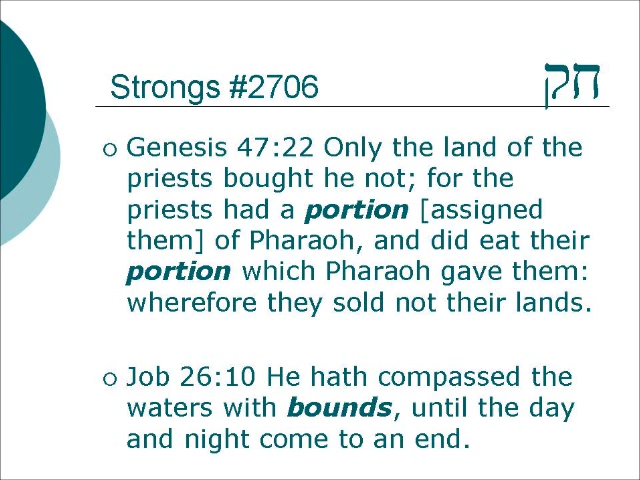 Strongs #2706 חק
Genesis 47:22 Only the land of the
priests bought he not; for the
priests had a portion [assigned
them] of Pharaoh, and did eat their
portion which Pharaoh gave them:
wherefore they sold not their lands.
Job 26:10 He hath compassed the
waters with bounds, until the day
and night come to an end.